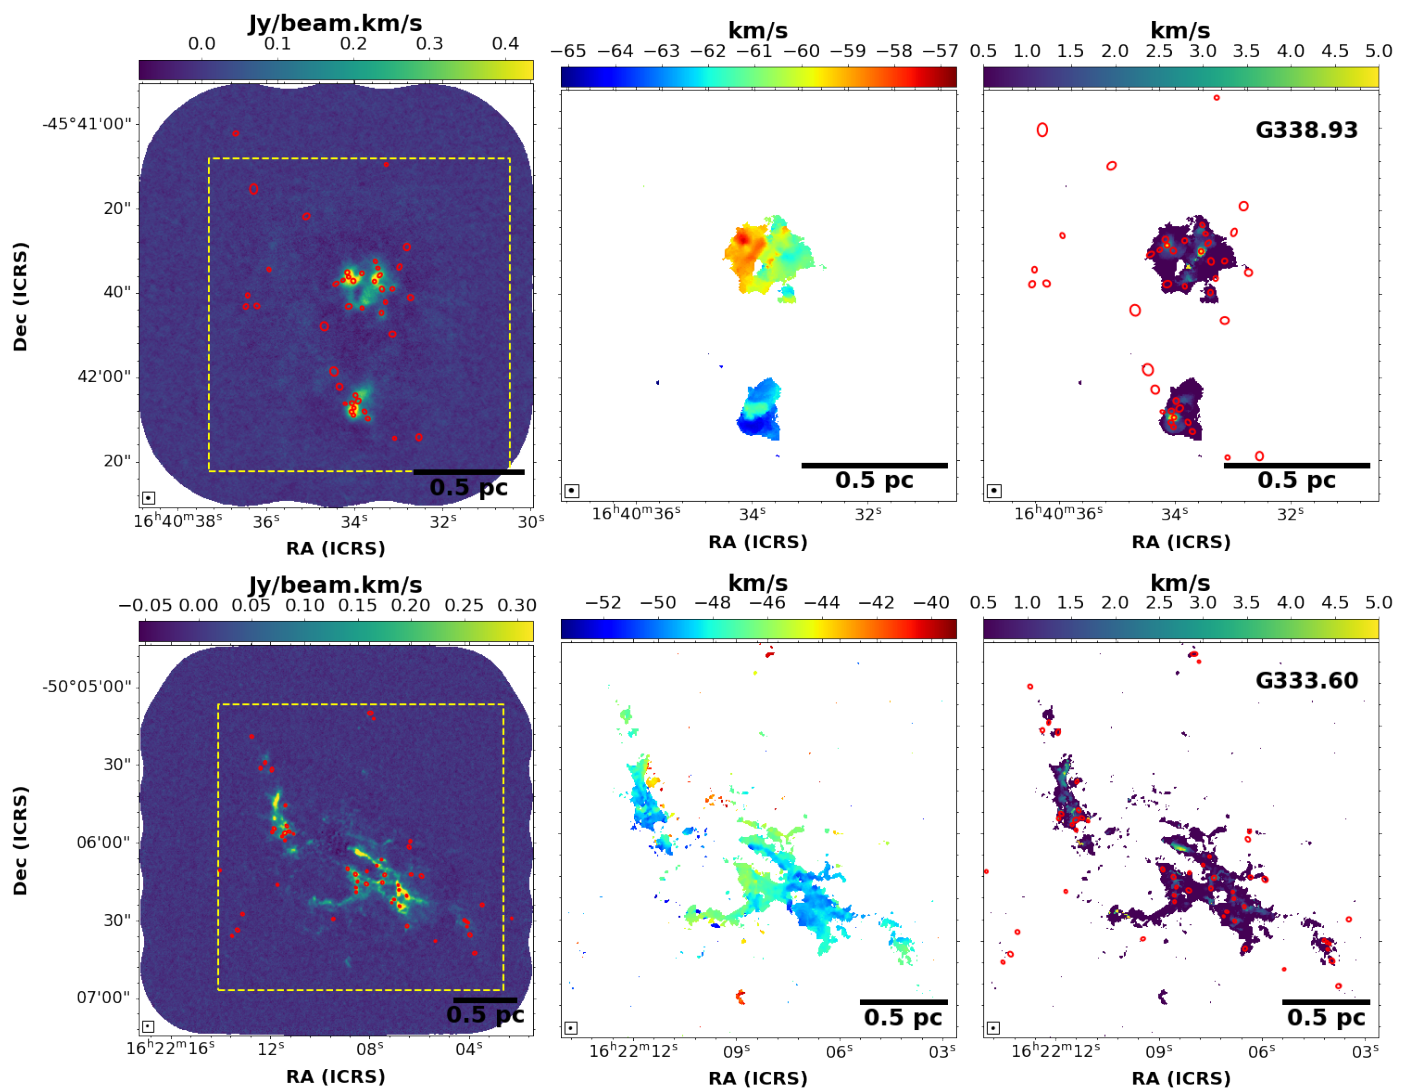 Jy/beam.km/s
0.0 0.1 0.2 0.3 0.4
km/s
−65 −64 −63 −62 −61 −60 −59 −58 −57
km/s
0.5 1.0 1.5 2.0 2.5 3.0 3.5 4.0 4.5 5.0
Dec (ICRS)
-45°41'00"
20"
40"
42'00"
20"
0.5 pc
16ʰ40ᵐ38ˢ 36ˢ 34ˢ 32ˢ 30ˢ
RA (ICRS)
0.5 pc
16ʰ40ᵐ36ˢ 34ˢ 32ˢ
RA (ICRS)
G338.93
0.5 pc
16ʰ40ᵐ36ˢ 34ˢ 32ˢ
RA (ICRS)
Jy/beam.km/s
−0.05 0.00 0.05 0.10 0.15 0.20 0.25 0.30
km/s
−52 −50 −48 −46 −44 −42 −40
km/s
0.5 1.0 1.5 2.0 2.5 3.0 3.5 4.0 4.5 5.0
Dec (ICRS)
-50°05'00"
30"
06'00"
30"
07'00"
0.5 pc
16ʰ22ᵐ16ˢ 12ˢ 08ˢ 04ˢ
RA (ICRS)
0.5 pc
16ʰ22ᵐ12ˢ 09ˢ 06ˢ 03ˢ
RA (ICRS)
G333.60
0.5 pc
16ʰ22ᵐ12ˢ 09ˢ 06ˢ 03ˢ
RA (ICRS)